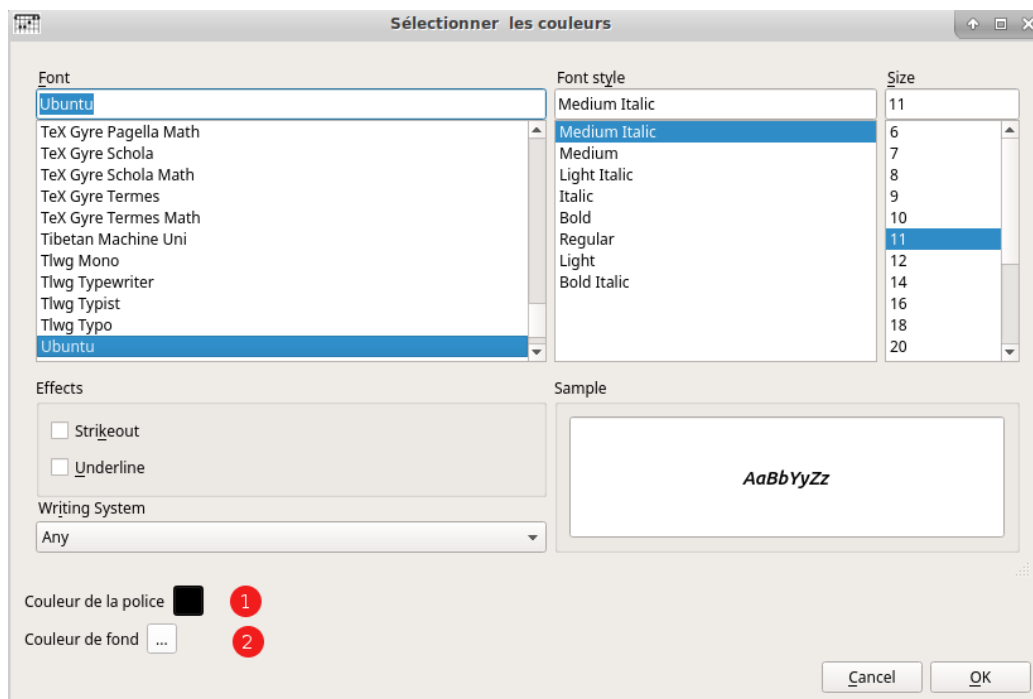 Sélectionner les couleurs
Font
Font style
Size
Ubuntu
Medium Italic
11
TeX Gyre Pagella Math
TeX Gyre Schola
TeX Gyre Schola Math
TeX Gyre Termes
TeX Gyre Termes Math
Tibetan Machine Uni
Tlwg Mono
Tlwg Typewriter
Tlwg Typist
Tlwg Typo
Ubuntu
Medium Italic
Medium
Light Italic
Italic
Bold
Regular
Light
Bold Italic
6
7
8
9
10
11
12
14
16
18
20
Effects
Strikeout
Underline
Sample
AaBbYyZz
Writing System
Any
Couleur de la police
1
Couleur de fond ...
2
Cancel
OK